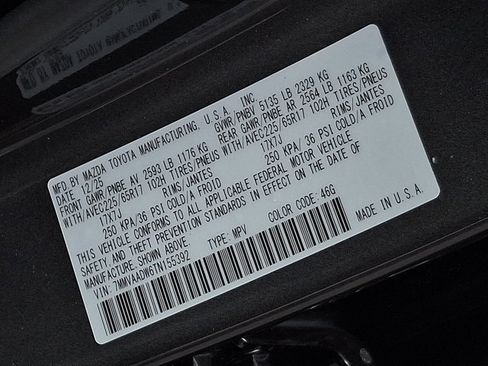 MFD BY MAZDA TOYOTA MANUFACTURING, U.S.A., INC.
DATE: 12/25 GVWR/PNBV 5135 LB 2329 KG
FRONT GAWR/PNBE AV 2593 LB 1176 KG REAR GAWR/PNBE AR 2564 LB 1163 KG
WITH/AVEC225/65R17 102H TIRES/PNEUS WITH/AVEC225/65R17 102H TIRES/PNEUS
17X7J RIMS/JANTES 17X7J RIMS/JANTES
250 KPA/ 36 PSI COLD/A FROID 250 KPA/ 36 PSI COLD/A FROID
THIS VEHICLE CONFORMS TO ALL APPLICABLE FEDERAL MOTOR VEHICLE
SAFETY, AND THEFT PREVENTION STANDARDS IN EFFECT ON THE DATE OF
MANUFACTURE SHOWN ABOVE
VIN: 7MMVAADW6TN155392 TYPE: MPV COLOR CODE: A6G
MADE IN U.S.A.